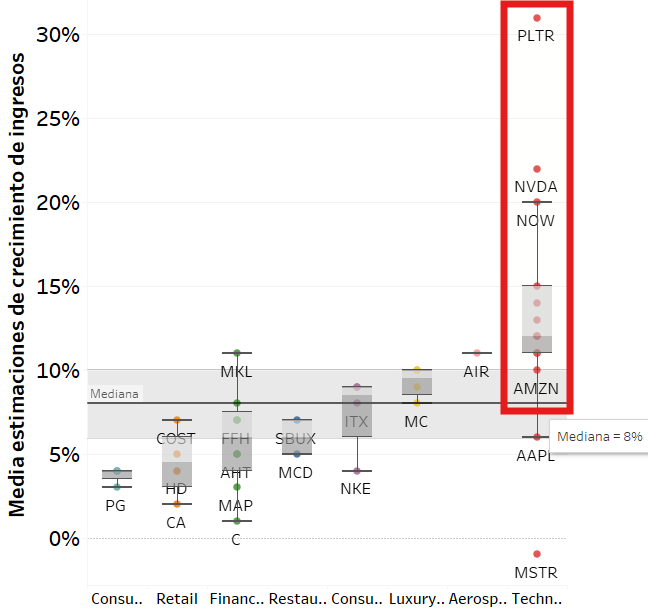 Media estimaciones de crecimiento de ingresos
30%
25%
20%
15%
10%
5%
0%
Mediana
PLTR
NVDA
NOW
AMZN
AAPL
MSTR
Mediana = 8%
AIR
MC
ITX
NKE
SBUX
MCD
MKL
FFH
AHT
MAP
C
COST
HD
CA
PG
Consu.. Retail Financ.. Restau.. Consu.. Luxury.. Aerosp.. Techn..